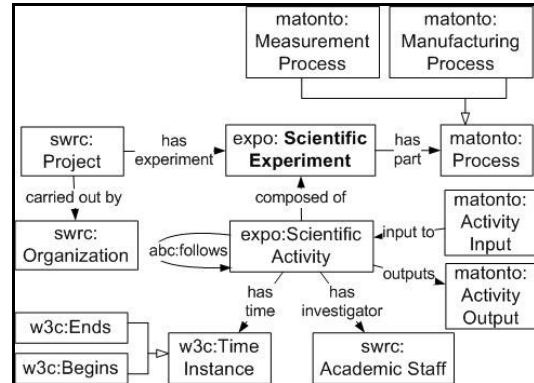 matonto:
Measurement
Process
matonto:
Manufacturing
Process
swrc:
Project
has
experiment
expo: Scientific
Experiment
has
part
matonto:
Process
carried out by
composed of
swrc:
Organization
abc:follows
expo:Scientific
Activity
input to
matonto:
Activity
Input
outputs
matonto:
Activity
Output
has
time
has
investigator
w3c:Ends
w3c:Begins
w3c:Time
Instance
swrc:
Academic Staff